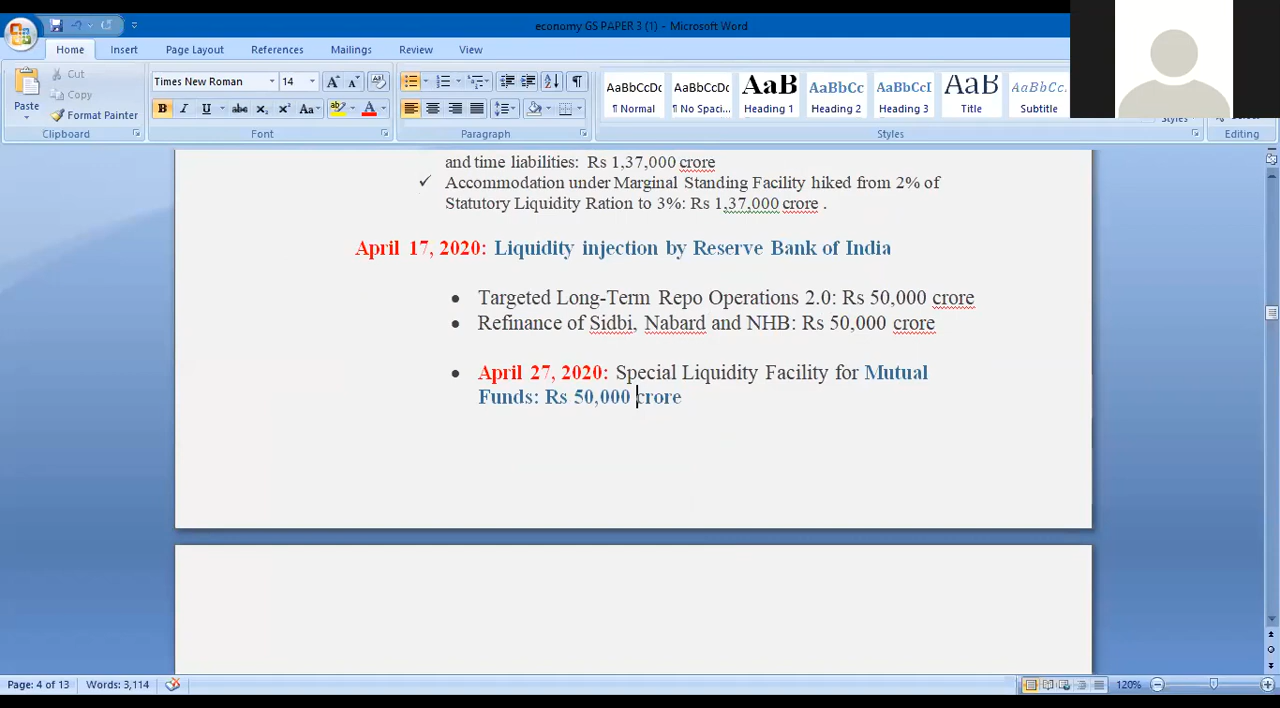 economy GS PAPER 3 (1) - Microsoft Word
Home Insert Page Layout References Mailings Review View
Cut
Copy
Format Painter
Paste
Clipboard
Times New Roman 14
B I U abc x₂ x² Aa A
Font
Paragraph
AaBbCcDc AaBbCcDc AaB AaBbCc AaBbCcI AaB AaBbCc.
¶ Normal ¶ No Spaci... Heading 1 Heading 2 Heading 3 Title Subtitle
Styles
Styles
Editing
and time liabilities: Rs 1,37,000 crore
✓ Accommodation under Marginal Standing Facility hiked from 2% of
Statutory Liquidity Ration to 3%: Rs 1,37,000 crore .
April 17, 2020: Liquidity injection by Reserve Bank of India
• Targeted Long-Term Repo Operations 2.0: Rs 50,000 crore
• Refinance of Sidbi, Nabard and NHB: Rs 50,000 crore
• April 27, 2020: Special Liquidity Facility for Mutual
Funds: Rs 50,000 crore
Page: 4 of 13 Words: 3,114 120%